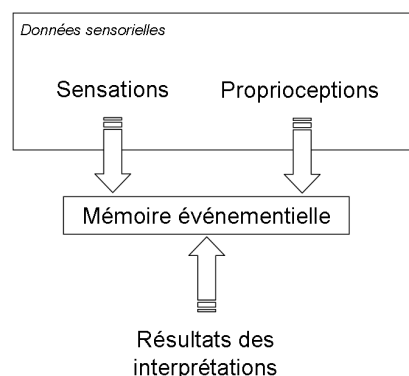 Données sensorielles
Sensations
Proprioceptions
Mémoire événementielle
Résultats des
interprétations